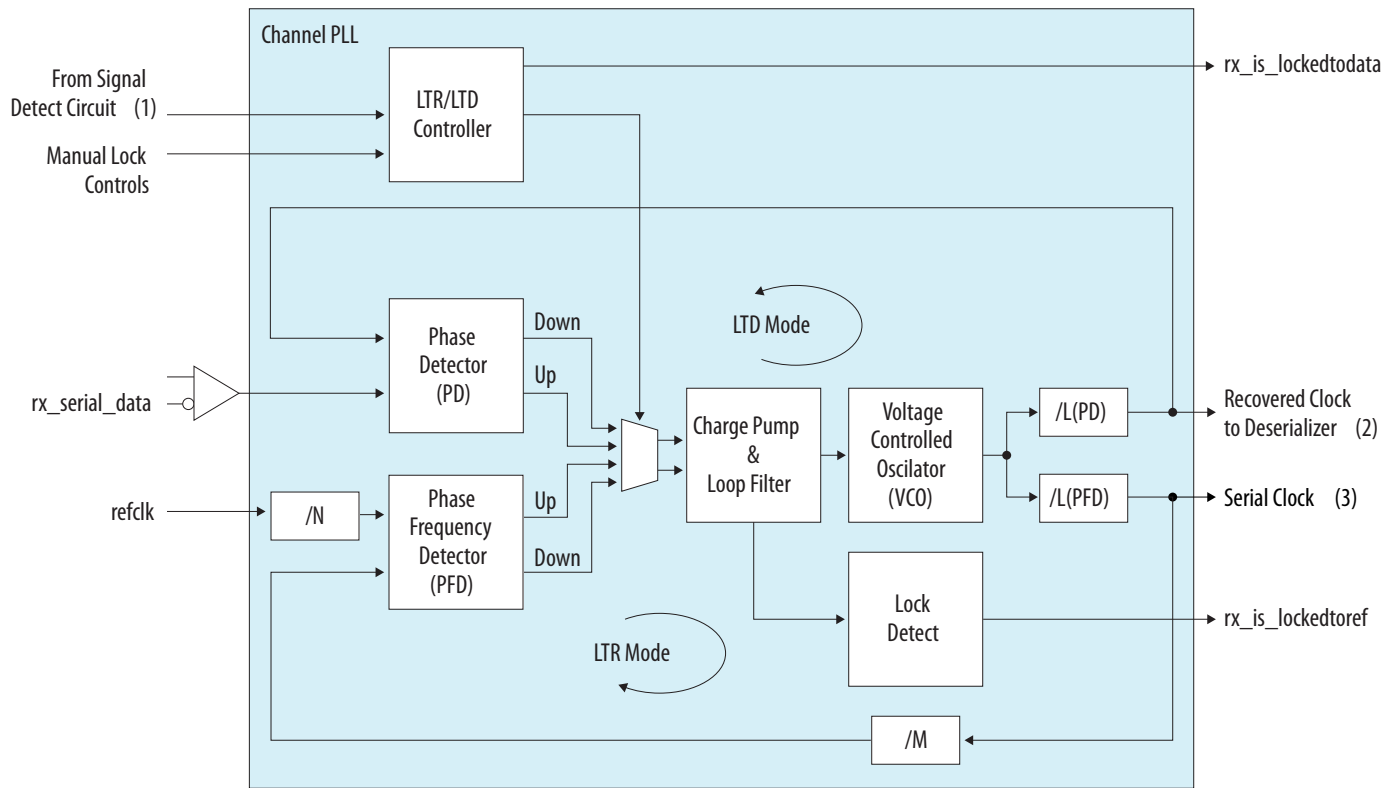 Channel PLL
From Signal
Detect Circuit (1)
Manual Lock
Controls
LTR/LTD
Controller
rx_is_lockedtodata
Phase
Detector
(PD)
Down
Up
LTD Mode
rx_serial_data
Charge Pump
&
Loop Filter
Voltage
Controlled
Oscilator
(VCO)
/L(PD)
Recovered Clock
to Deserializer (2)
refclk
/N
Phase
Frequency
Detector
(PFD)
Up
Down
/L(PFD)
Serial Clock (3)
Lock
Detect
rx_is_lockedtoref
LTR Mode
/M